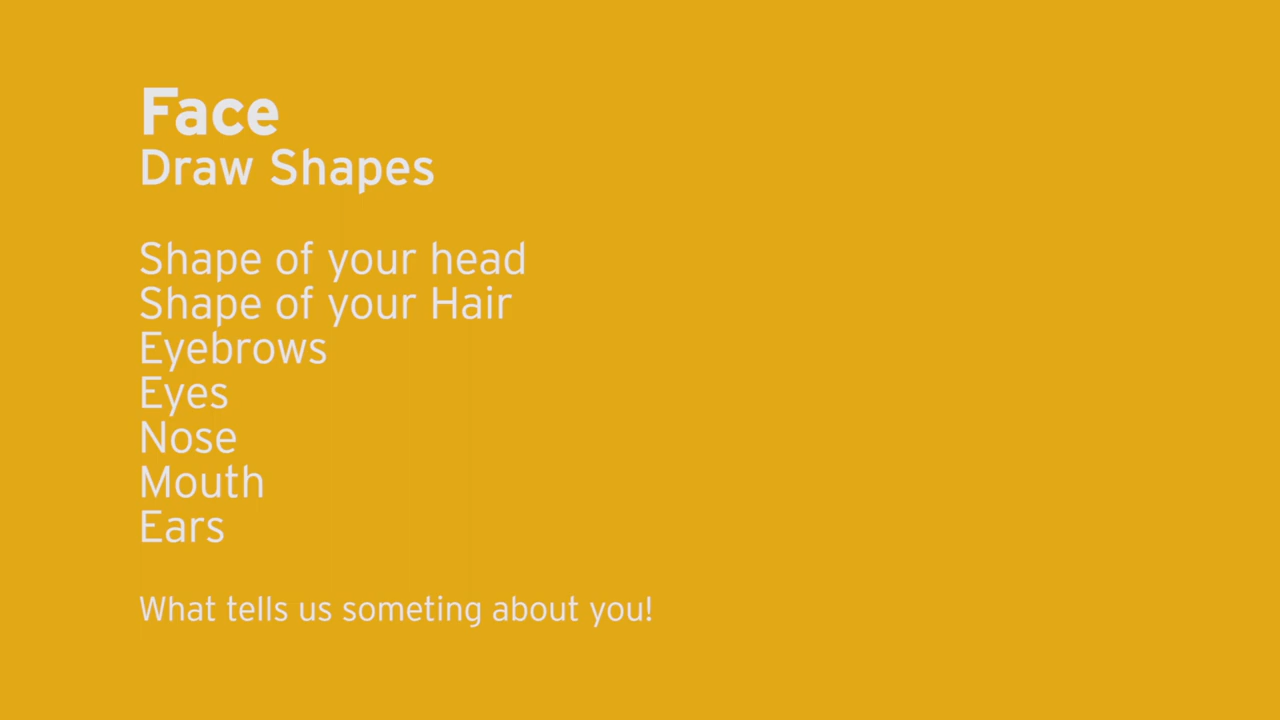 Face
Draw Shapes
Shape of your head
Shape of your Hair
Eyebrows
Eyes
Nose
Mouth
Ears
What tells us someting about you!